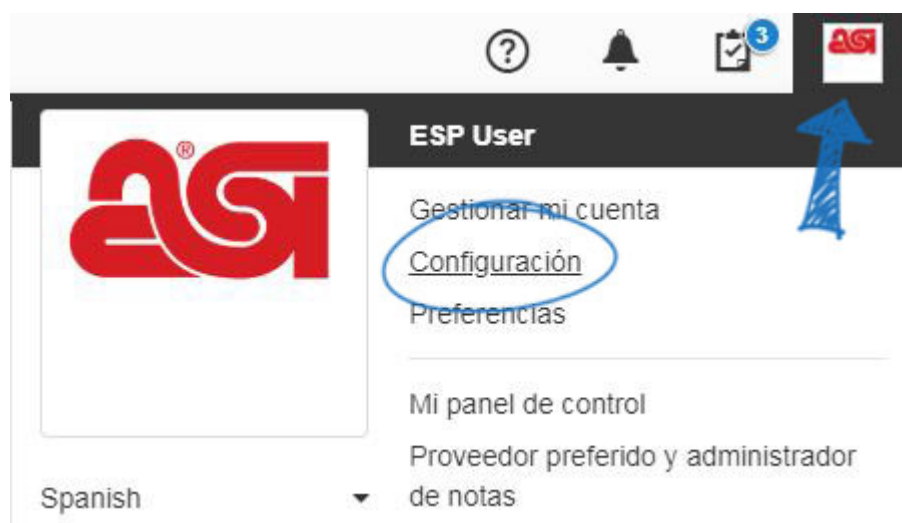 3
asi
ESP User
asi®
Gestionar mi cuenta
Configuración
Preferencias
Mi panel de control
Proveedor preferido y administrador
de notas
Spanish